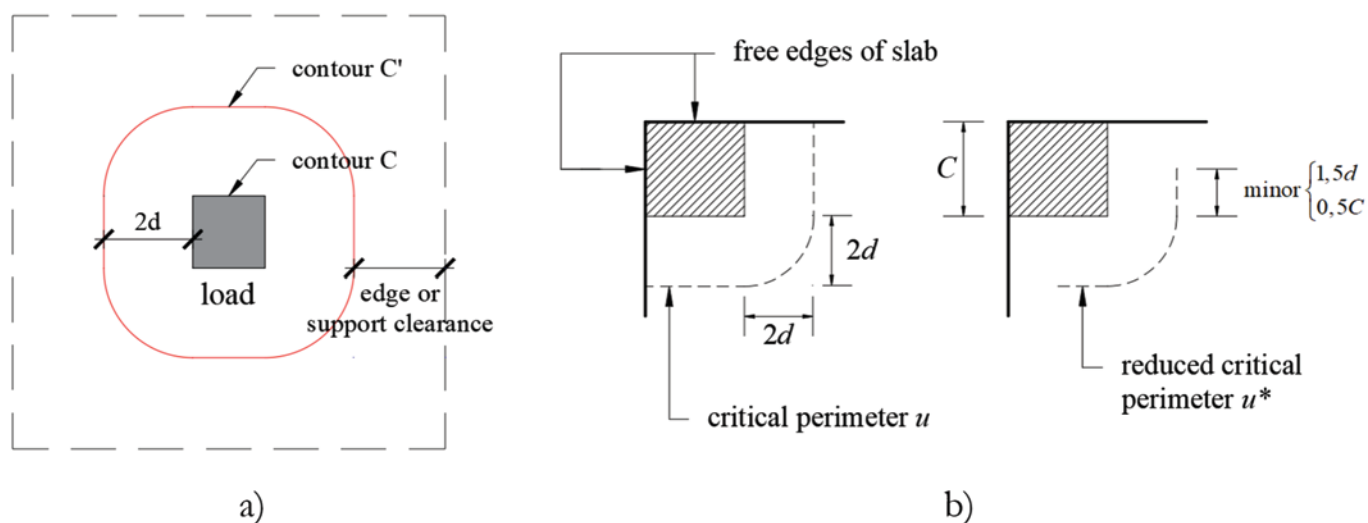 contour C'
contour C
2d
load
edge or
support clearance
a)
free edges of slab
C
2d
2d
critical perimeter u
minor { 1,5d
0,5C
reduced critical
perimeter u*
b)